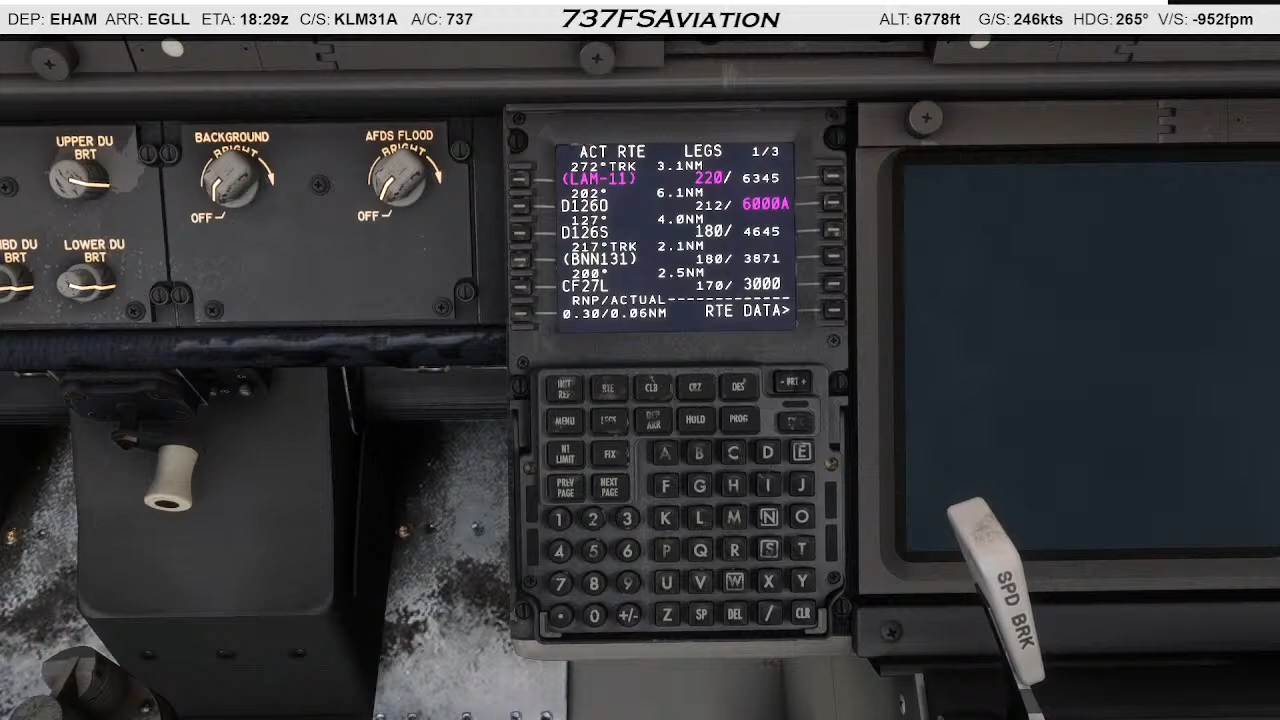 DEP: EHAM ARR: EGLL ETA: 18:29z C/S: KLM31A A/C: 737 737FSAVIATION ALT: 6778ft G/S: 246kts HDG: 265° V/S: -952fpm
UPPER DU
BRT
BACKGROUND
BRIGHT
OFF
AFDS FLOOD
BRIGHT
OFF
DU
BRT
LOWER DU
BRT
ACT RTE LEGS 1/3
272°TRK 3.1NM
(LAM-11) 220/ 6345
202° 6.1NM
D126O 212/ 6000A
127° 4.0NM
D126S 180/ 4645
217°TRK 2.1NM
(BNN131) 180/ 3871
200° 2.5NM
CF27L 170/ 3000
RNP/ACTUAL------------
0.30/0.06NM RTE DATA>
INIT REF RTE CLB CRZ DES - BRT +
MENU LEGS DEP ARR HOLD PROG
N1 LIMIT FIX A B C D E
PREV PAGE NEXT PAGE F G H I J
1 2 3 K L M N O
4 5 6 P Q R S T
7 8 9 U V W X Y
. 0 +/- Z SP DEL / CLR
SPD BRK